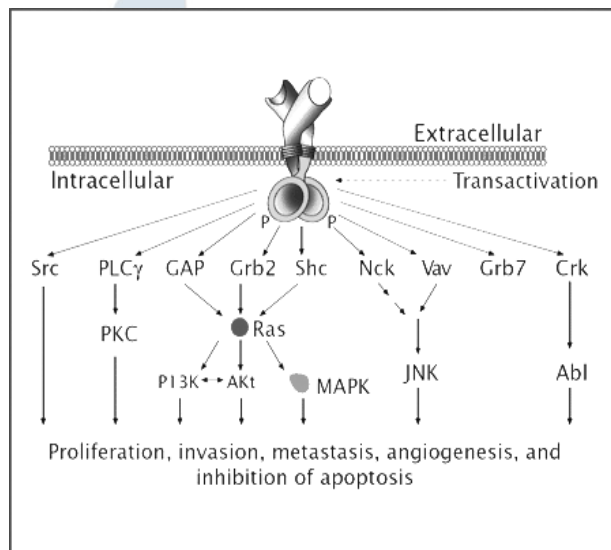 Extracellular
Intracellular
Transactivation
P P
Src PLCγ GAP Grb2 Shc Nck Vav Grb7 Crk
PKC Ras
PI3K AKt MAPK JNK Abl
Proliferation, invasion, metastasis, angiogenesis, and
inhibition of apoptosis